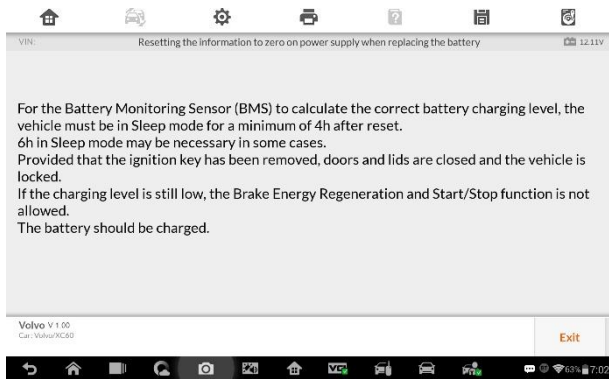 VIN:
Resetting the information to zero on power supply when replacing the battery
12.11V
For the Battery Monitoring Sensor (BMS) to calculate the correct battery charging level, the
vehicle must be in Sleep mode for a minimum of 4h after reset.
6h in Sleep mode may be necessary in some cases.
Provided that the ignition key has been removed, doors and lids are closed and the vehicle is
locked.
If the charging level is still low, the Brake Energy Regeneration and Start/Stop function is not
allowed.
The battery should be charged.
Volvo V 1.00
Car: Volvo/XC60
Exit
63% 7:02